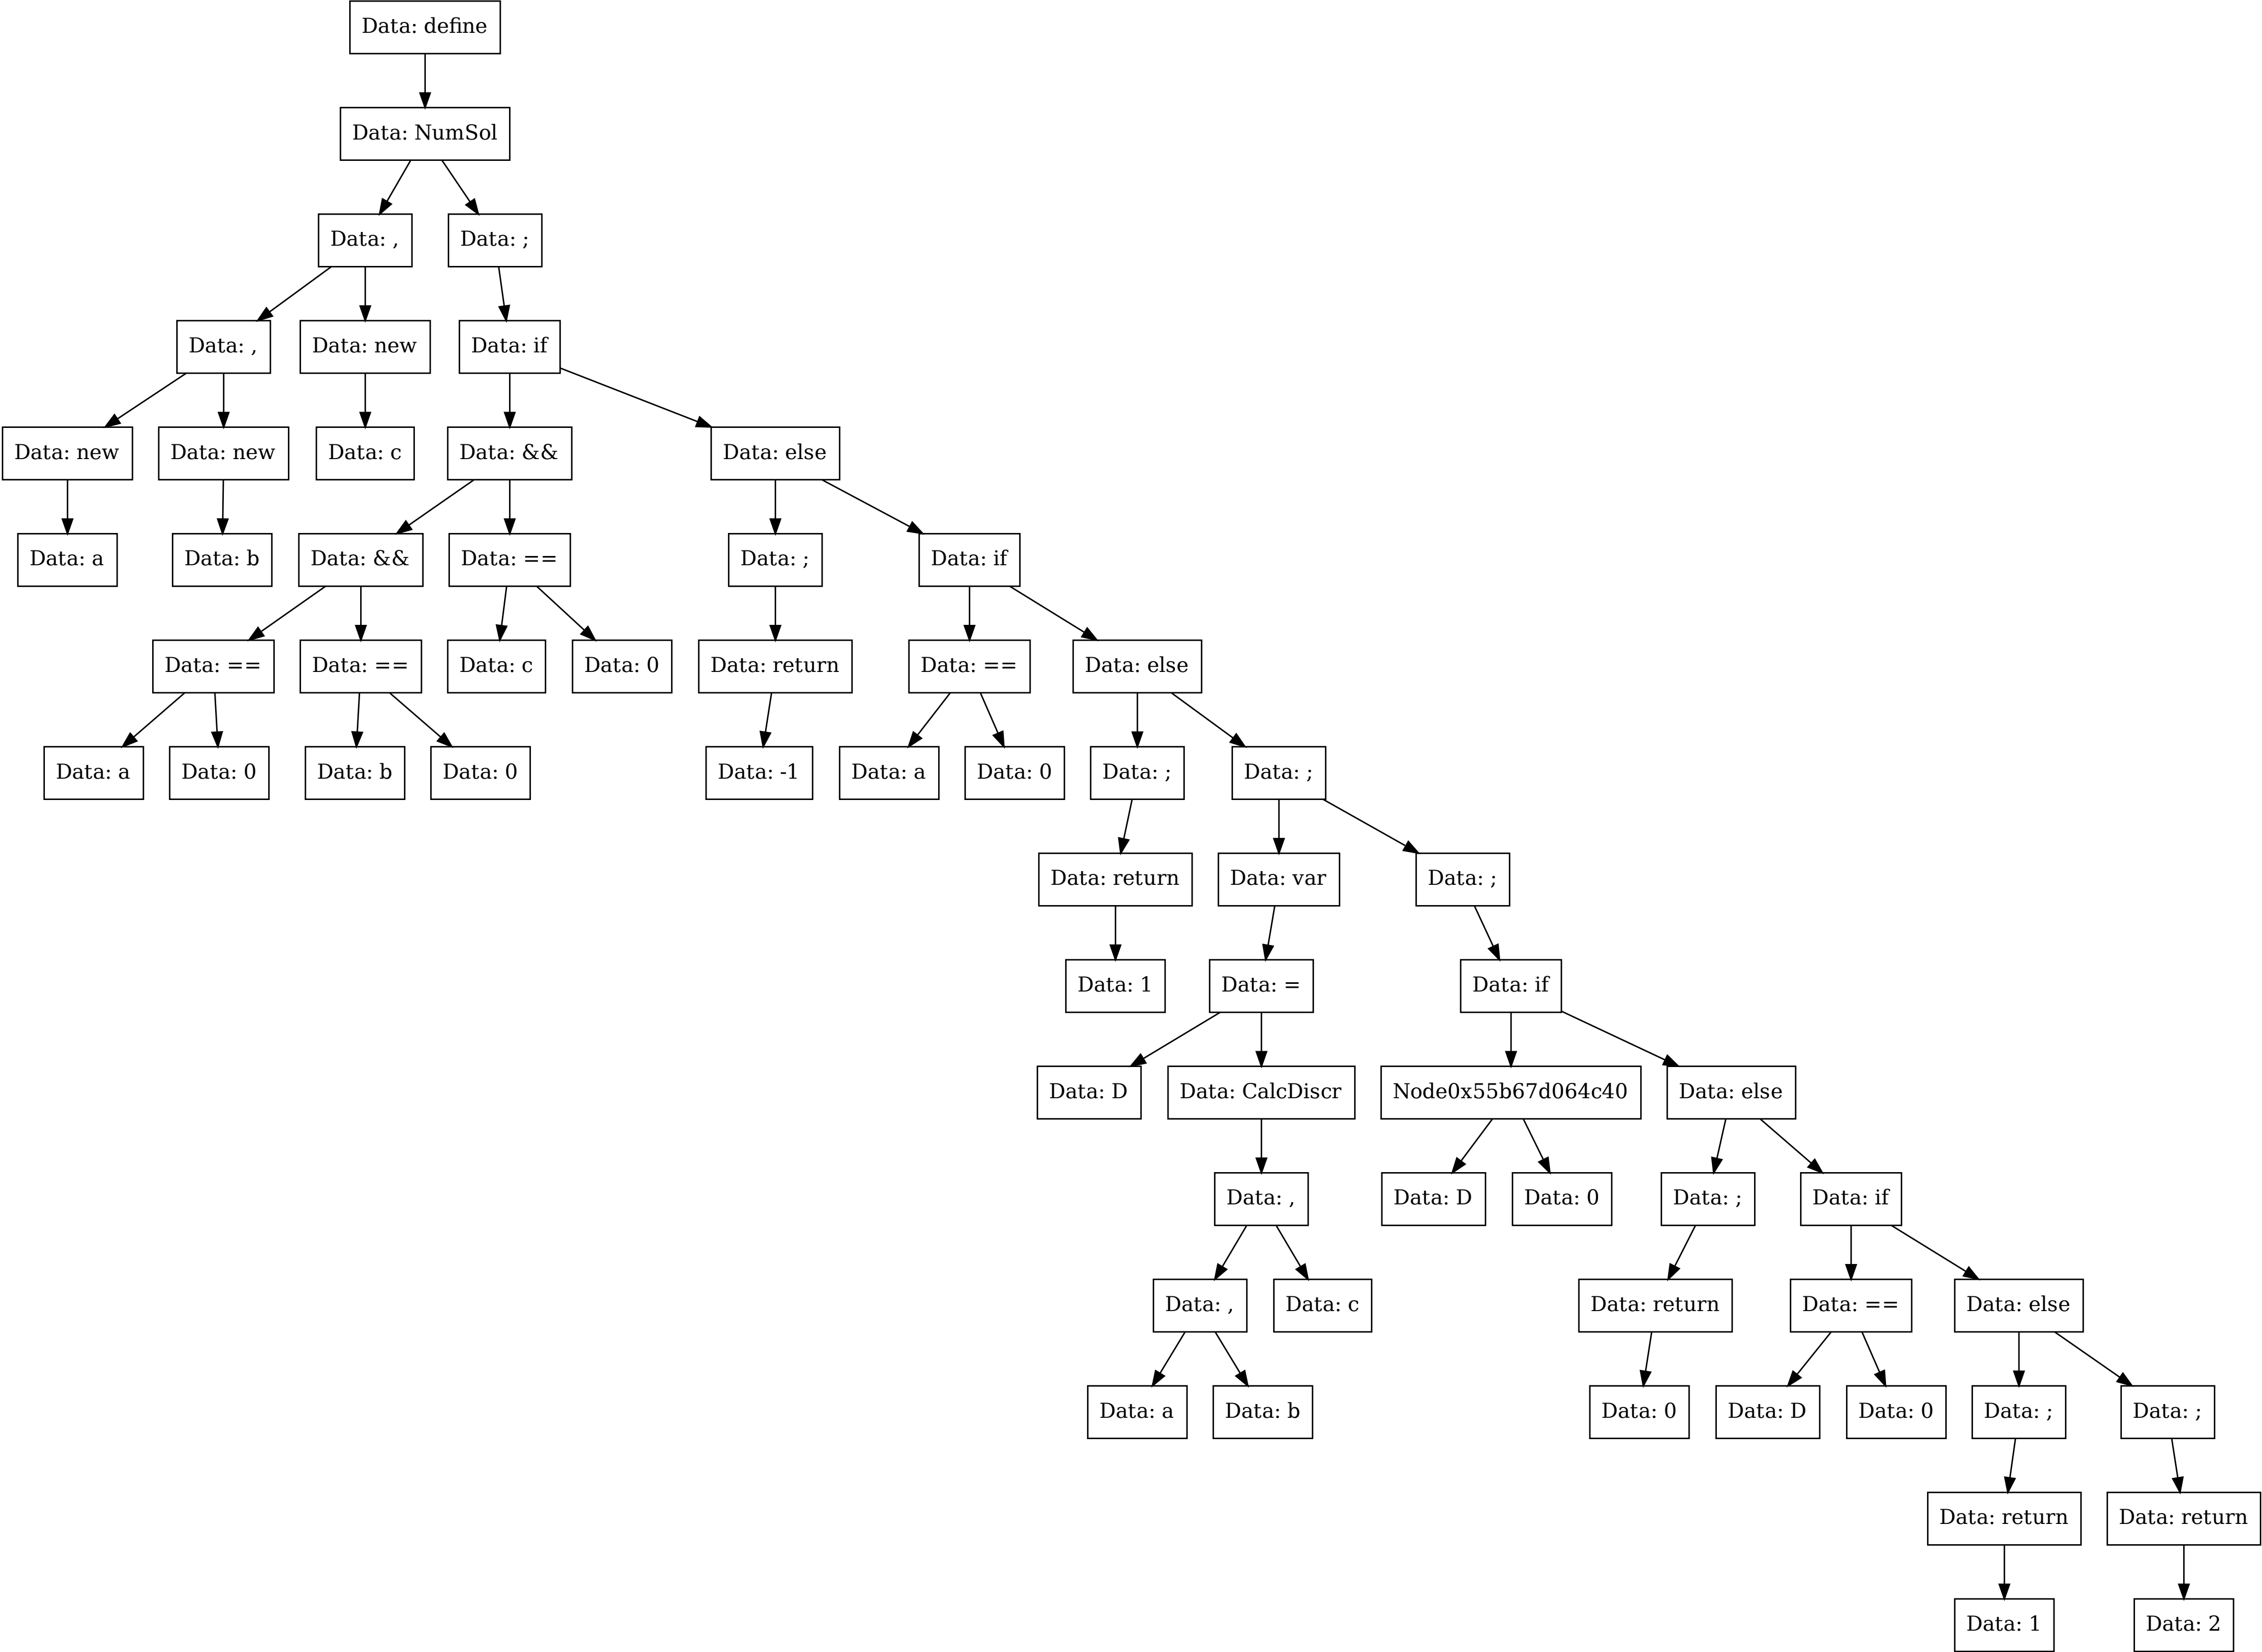 Data: define
Data: NumSol
Data: ,
Data: ;
Data: ,
Data: new
Data: if
Data: new
Data: new
Data: c
Data: &&
Data: else
Data: a
Data: b
Data: &&
Data: ==
Data: ;
Data: if
Data: ==
Data: ==
Data: c
Data: 0
Data: return
Data: ==
Data: else
Data: a
Data: 0
Data: b
Data: 0
Data: -1
Data: a
Data: 0
Data: ;
Data: ;
Data: return
Data: var
Data: ;
Data: 1
Data: =
Data: if
Data: D
Data: CalcDiscr
Node0x55b67d064c40
Data: else
Data: ,
Data: D
Data: 0
Data: ;
Data: if
Data: ,
Data: c
Data: return
Data: ==
Data: else
Data: a
Data: b
Data: 0
Data: D
Data: 0
Data: ;
Data: ;
Data: return
Data: return
Data: 1
Data: 2